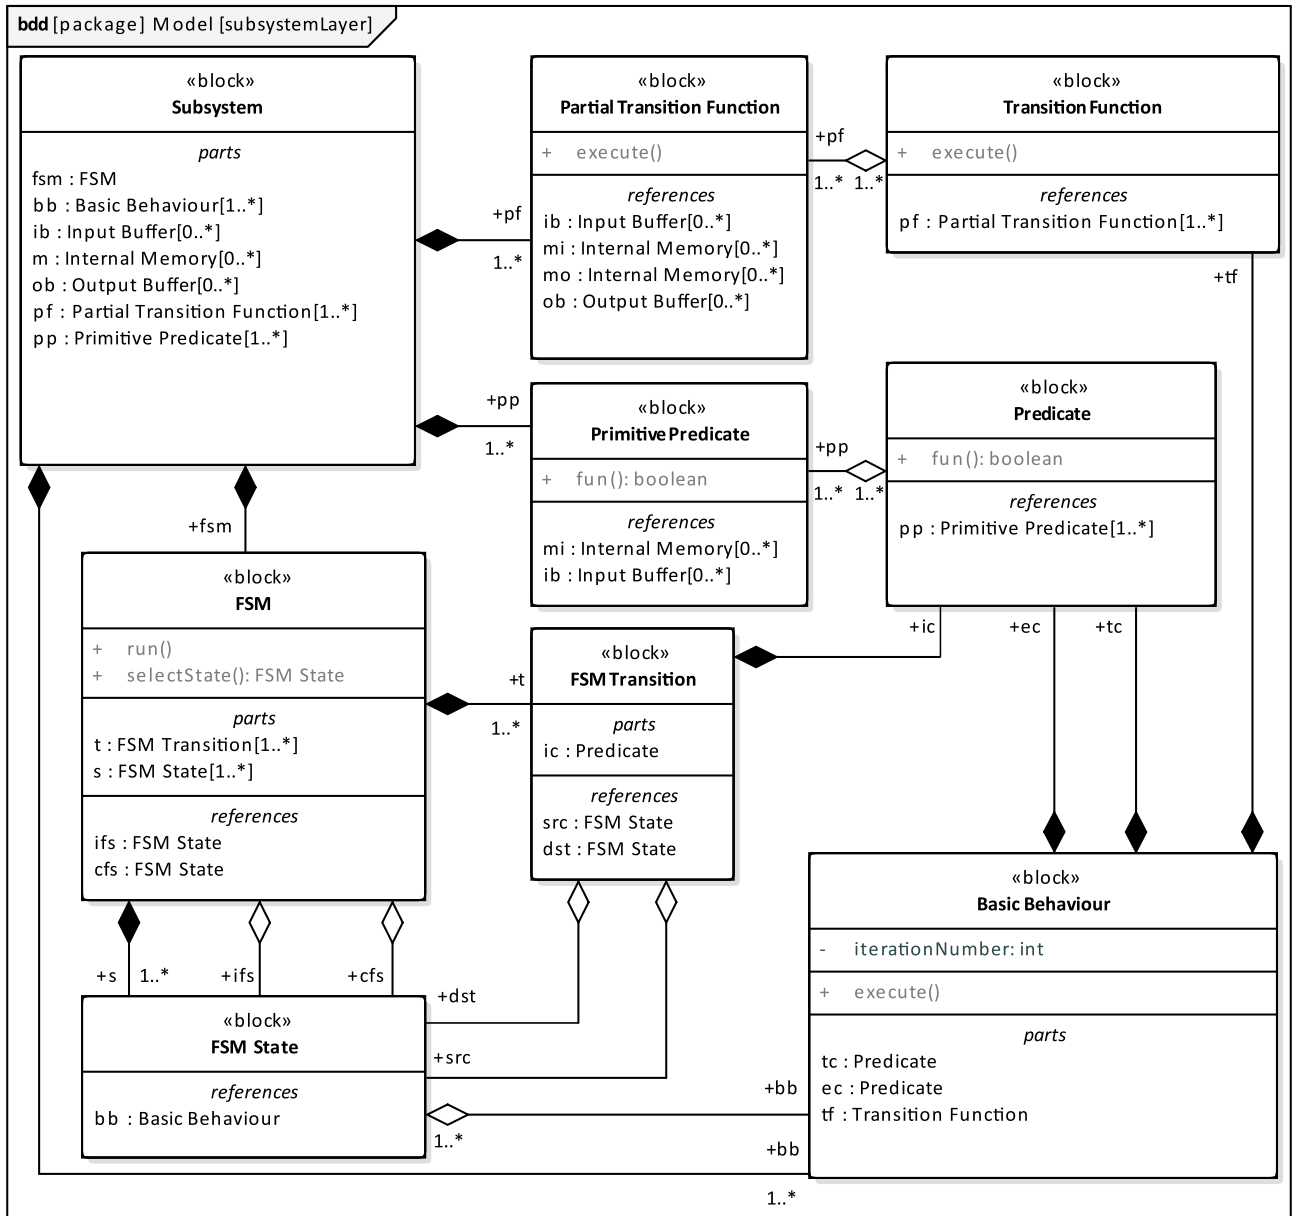 bdd [package] Model [subsystemLayer]
«block»
Subsystem
parts
fsm : FSM
bb : Basic Behaviour[1..*]
ib : Input Buffer[0..*]
m : Internal Memory[0..*]
ob : Output Buffer[0..*]
pf : Partial Transition Function[1..*]
pp : Primitive Predicate[1..*]
+pf
1..*
«block»
Partial Transition Function
+ execute()
references
ib : Input Buffer[0..*]
mi : Internal Memory[0..*]
mo : Internal Memory[0..*]
ob : Output Buffer[0..*]
+pf
1..* 1..*
«block»
Transition Function
+ execute()
references
pf : Partial Transition Function[1..*]
+tf
+pp
1..*
«block»
Primitive Predicate
+ fun(): boolean
references
mi : Internal Memory[0..*]
ib : Input Buffer[0..*]
+pp
1..* 1..*
«block»
Predicate
+ fun(): boolean
references
pp : Primitive Predicate[1..*]
+ic
+ec
+tc
+fsm
«block»
FSM
+ run()
+ selectState(): FSM State
parts
t : FSM Transition[1..*]
s : FSM State[1..*]
references
ifs : FSM State
cfs : FSM State
+t
1..*
«block»
FSM Transition
parts
ic : Predicate
references
src : FSM State
dst : FSM State
+s 1..*
+ifs
+cfs
+dst
+src
«block»
FSM State
references
bb : Basic Behaviour
1..*
+bb
+bb
1..*
«block»
Basic Behaviour
- iterationNumber: int
+ execute()
parts
tc : Predicate
ec : Predicate
tf : Transition Function